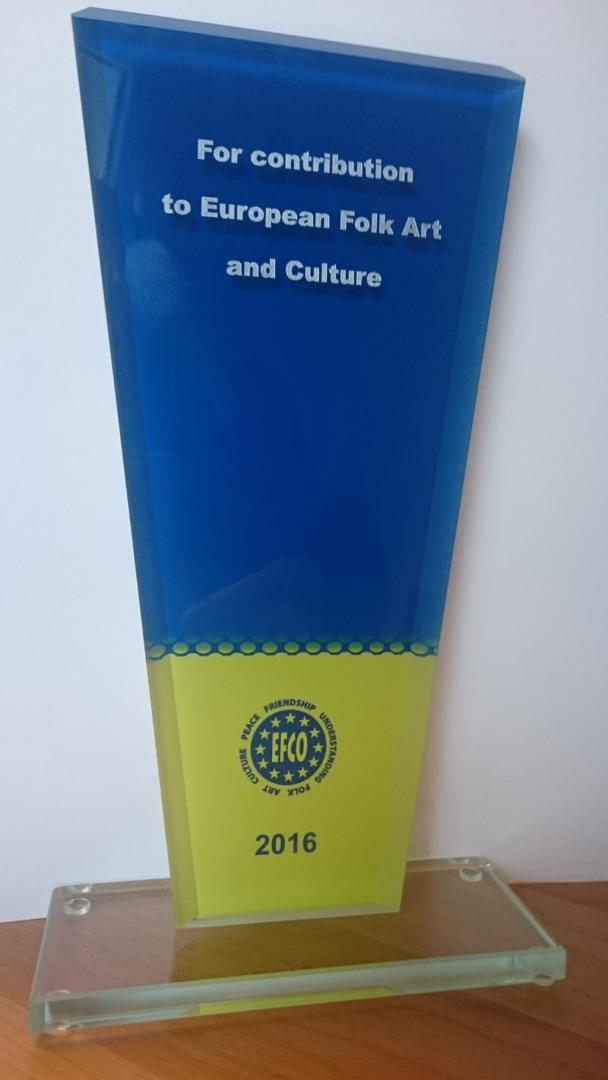 For contribution
to European Folk Art
and Culture
PEACE FRIENDSHIP UNDERSTANDING FOLK ART CULTURE
EFCO
2016